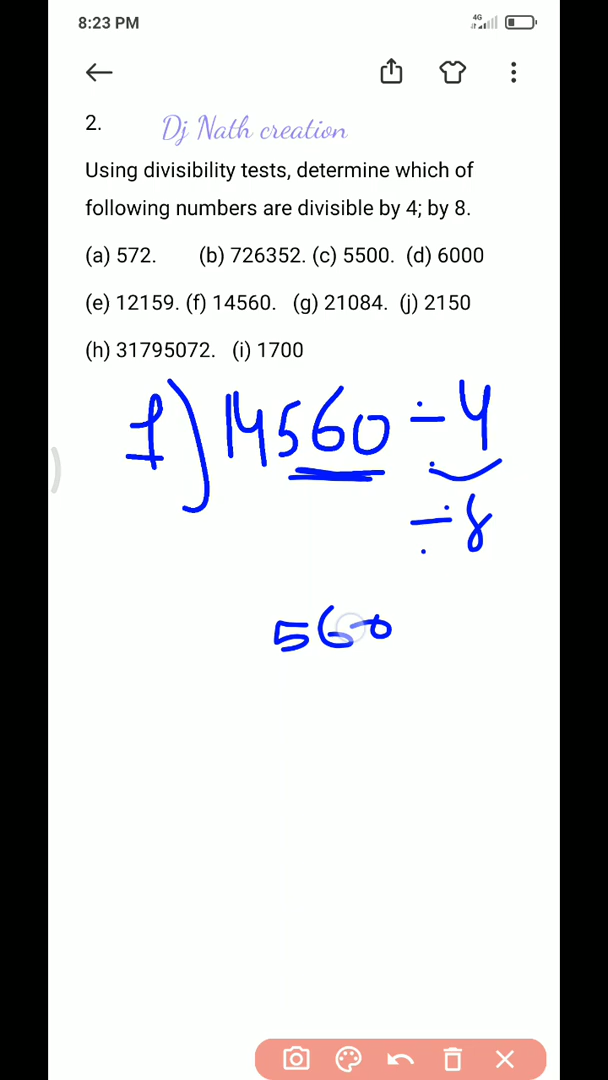 8:23 PM
4G
2.
Dj Nath creation
Using divisibility tests, determine which of
following numbers are divisible by 4; by 8.
(a) 572. (b) 726352. (c) 5500. (d) 6000
(e) 12159. (f) 14560. (g) 21084. (j) 2150
(h) 31795072. (i) 1700
f) 14560 ÷ 4
÷ 8
560